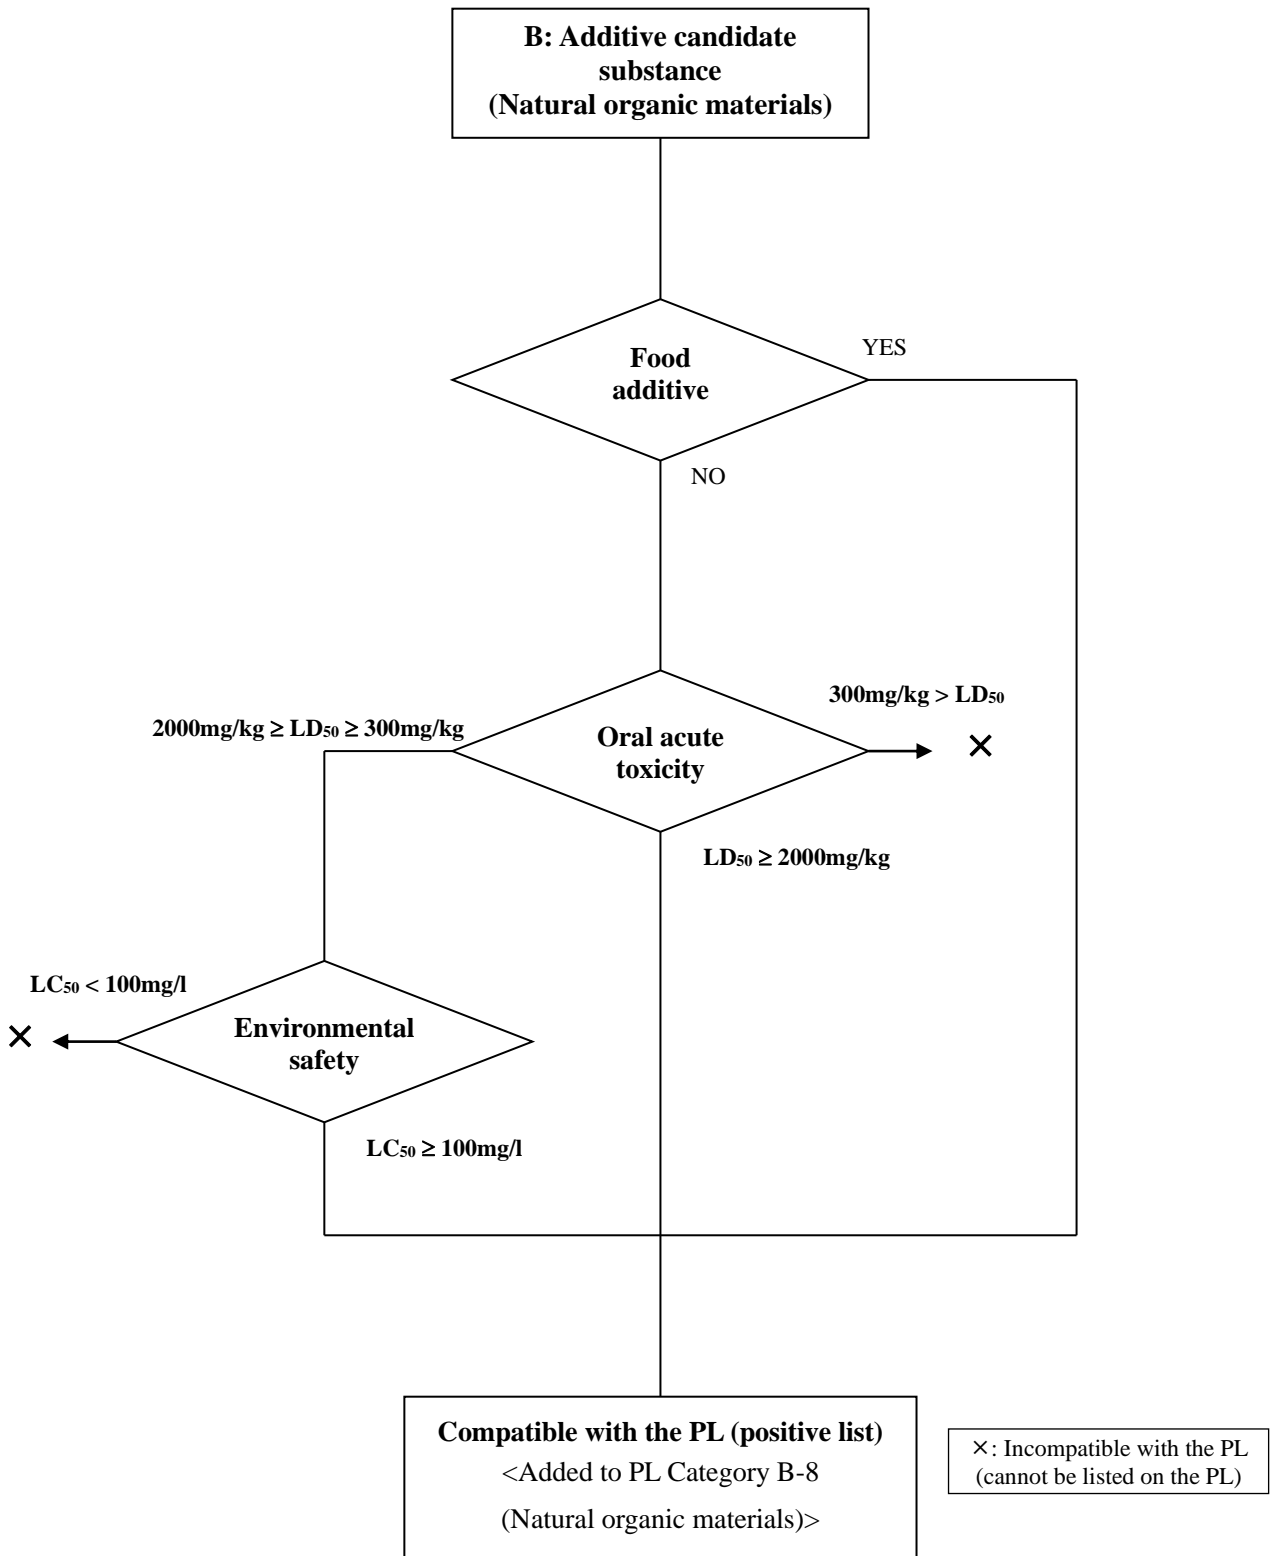 B: Additive candidate
substance
(Natural organic materials)
Food
additive
YES
NO
300mg/kg > LD₅₀
2000mg/kg ≥ LD₅₀ ≥ 300mg/kg
Oral acute
toxicity
×
LD₅₀ ≥ 2000mg/kg
LC₅₀ < 100mg/l
×
Environmental
safety
LC₅₀ ≥ 100mg/l
Compatible with the PL (positive list)
<Added to PL Category B-8
(Natural organic materials)>
×: Incompatible with the PL
(cannot be listed on the PL)